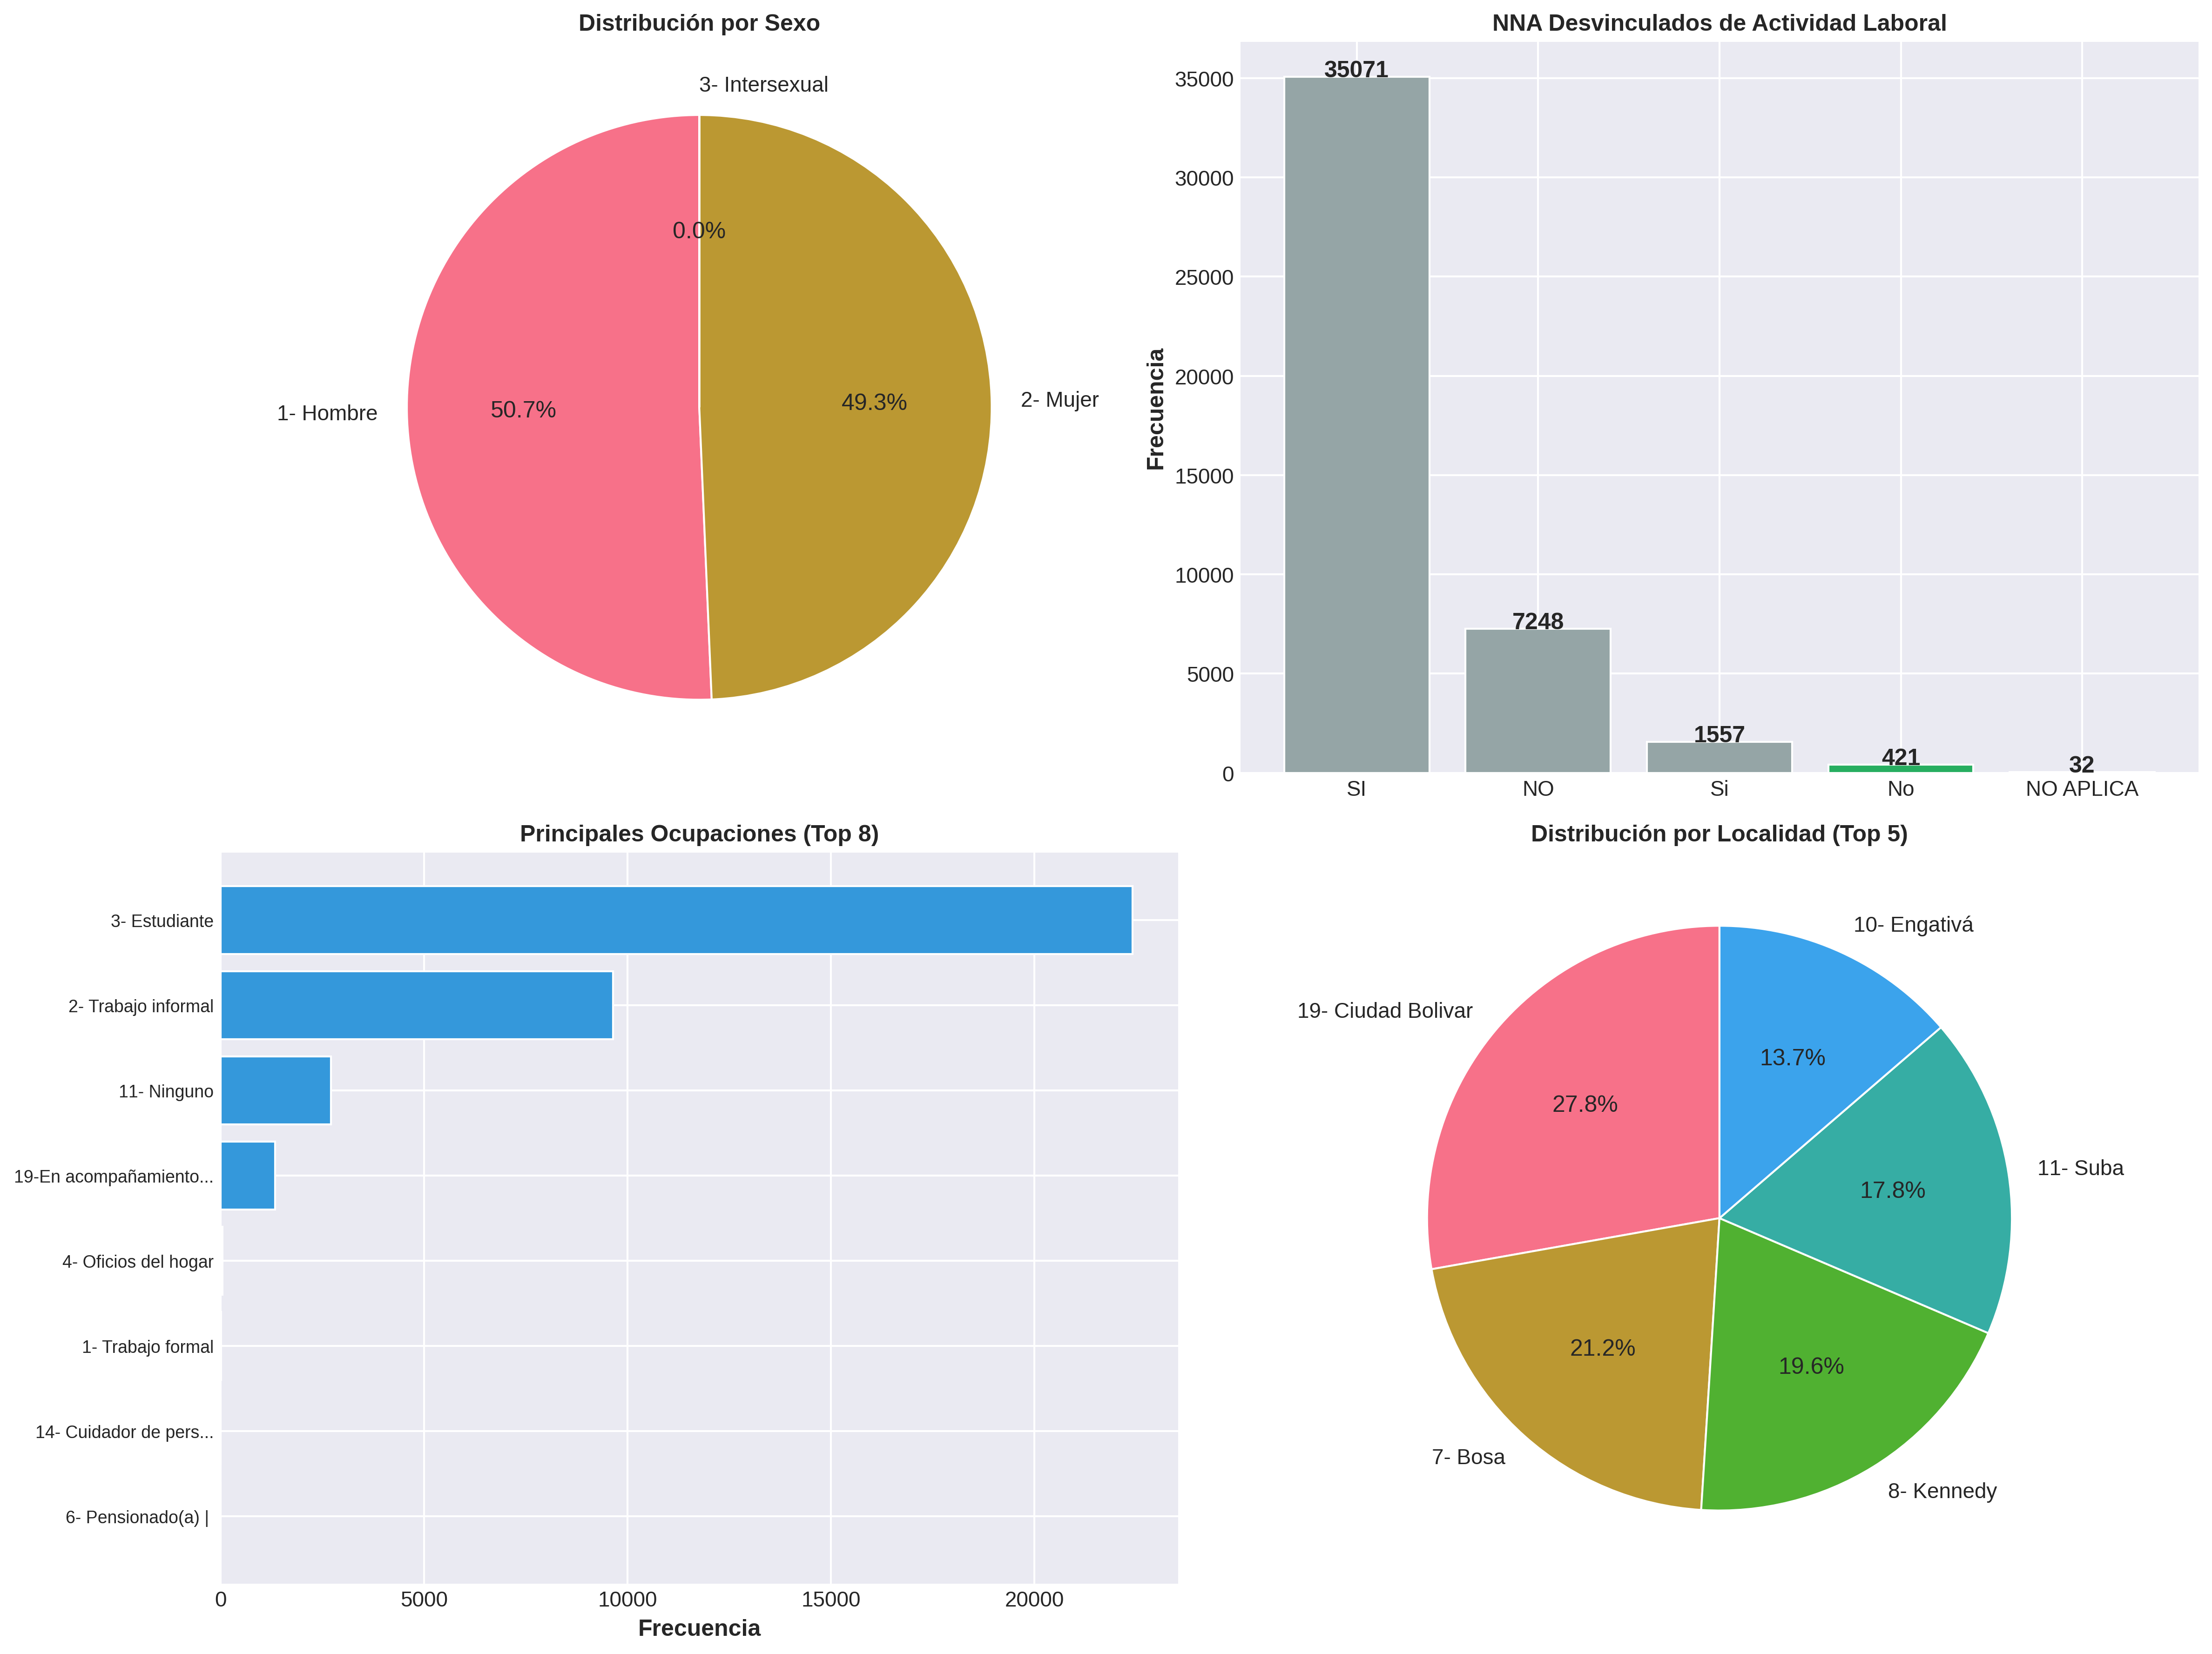 Distribución por Sexo
3- Intersexual
0.0%
1- Hombre
50.7%
49.3%
2- Mujer
NNA Desvinculados de Actividad Laboral
Frecuencia
35000
30000
25000
20000
15000
10000
5000
0
35071
7248
1557
421
32
SI
NO
Si
No
NO APLICA
Principales Ocupaciones (Top 8)
3- Estudiante
2- Trabajo informal
11- Ninguno
19-En acompañamiento...
4- Oficios del hogar
1- Trabajo formal
14- Cuidador de pers...
6- Pensionado(a) |
0
5000
10000
15000
20000
Frecuencia
Distribución por Localidad (Top 5)
10- Engativá
19- Ciudad Bolivar
13.7%
27.8%
11- Suba
17.8%
21.2%
19.6%
7- Bosa
8- Kennedy